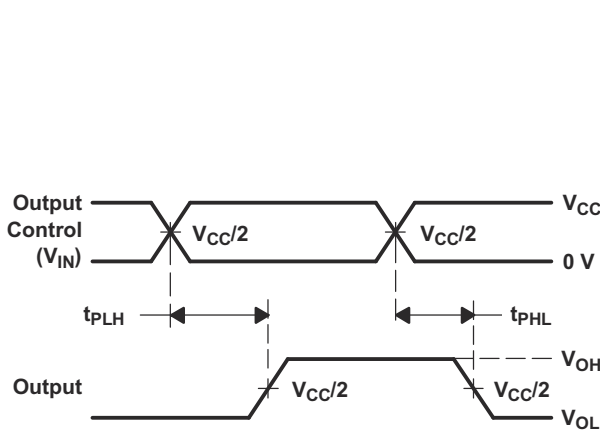 Output
Control
(VIN)
VCC/2
VCC/2
VCC
0 V
tPLH
tPHL
VOH
Output
VCC/2
VCC/2
VOL